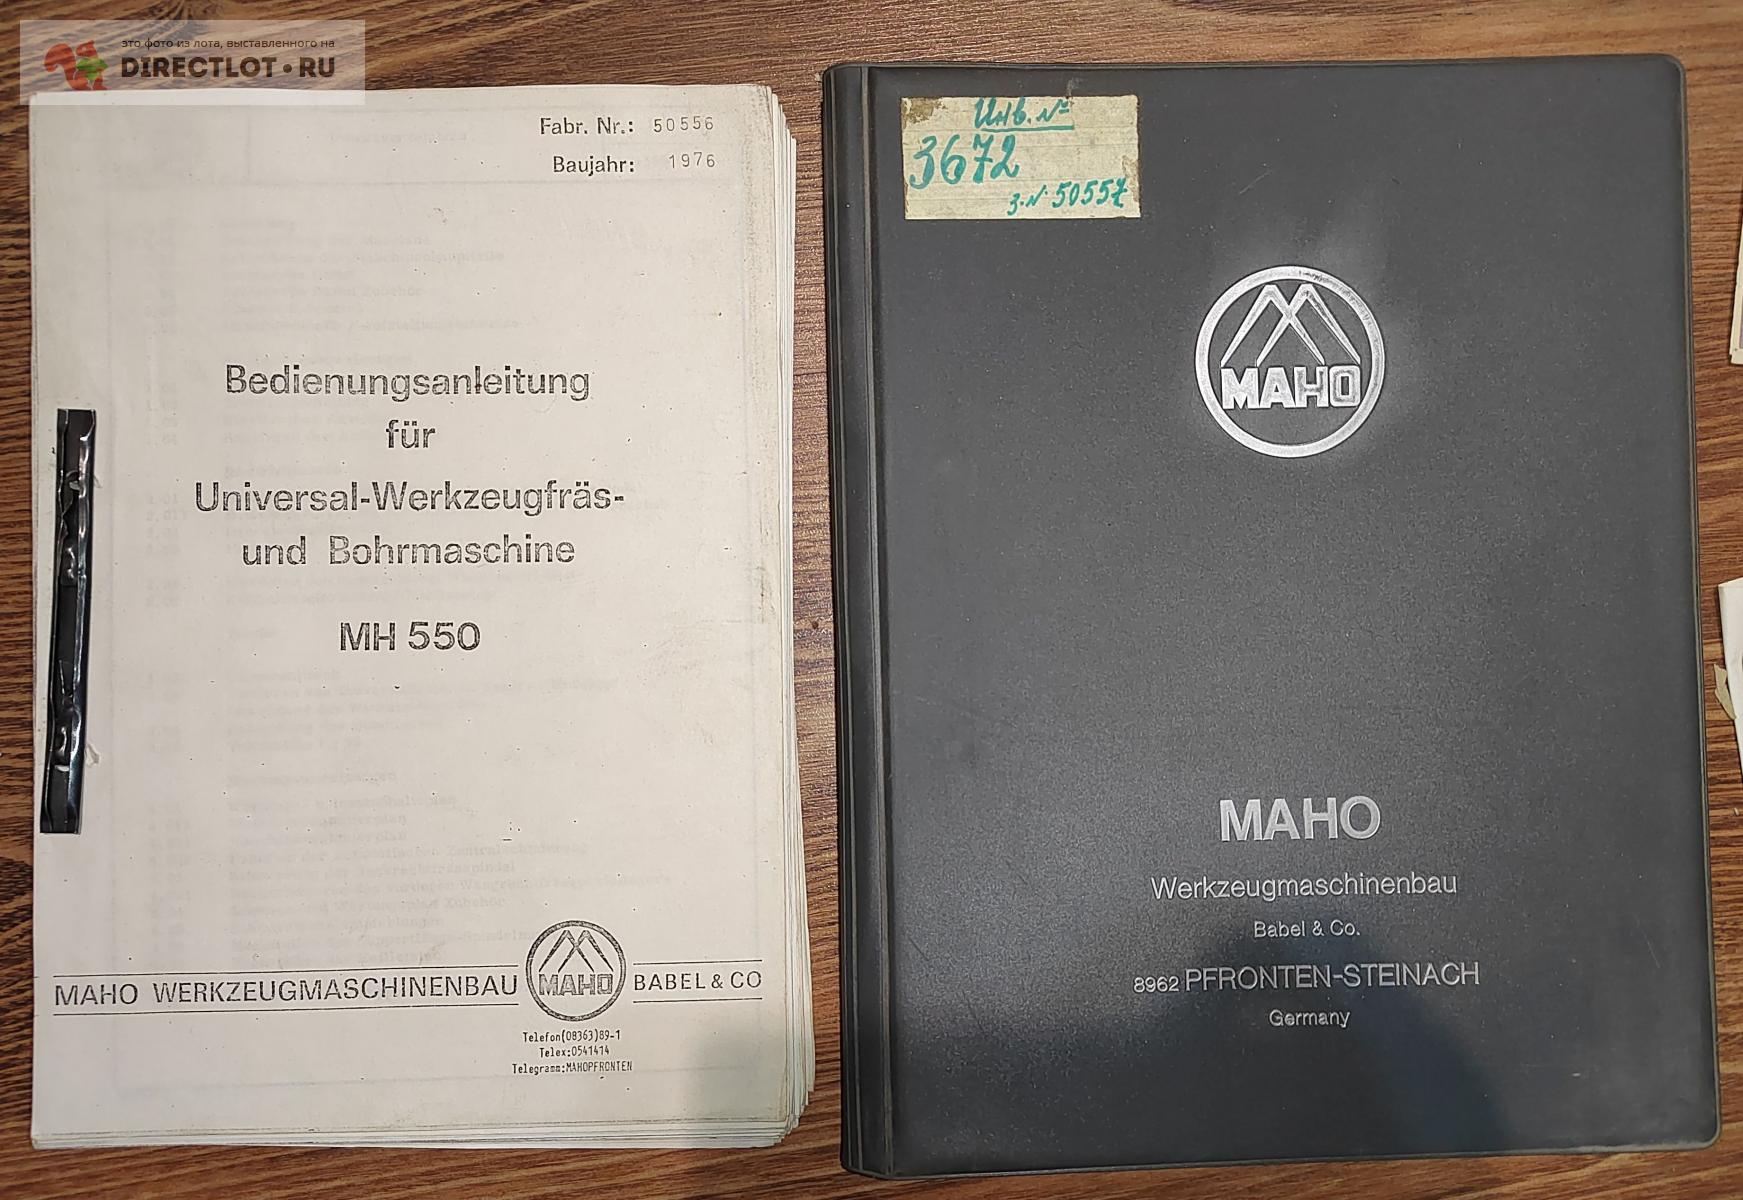 это фото из лота, выставленного на
DIRECTLOT•RU
Fabr. Nr.: 50556
Baujahr: 1976
Bedienungsanleitung
für
Universal-Werkzeugfräs-
und Bohrmaschine
MH 550
MAHO WERKZEUGMASCHINENBAU
MAHO
BABEL & CO
Telefon(08363)89-1
Telex:0541414
Telegramm:MAHOPFRONTEN
Инв. №
3672
з.№ 50557
MAHO
MAHO
Werkzeugmaschinenbau
Babel & Co.
8962 PFRONTEN-STEINACH
Germany